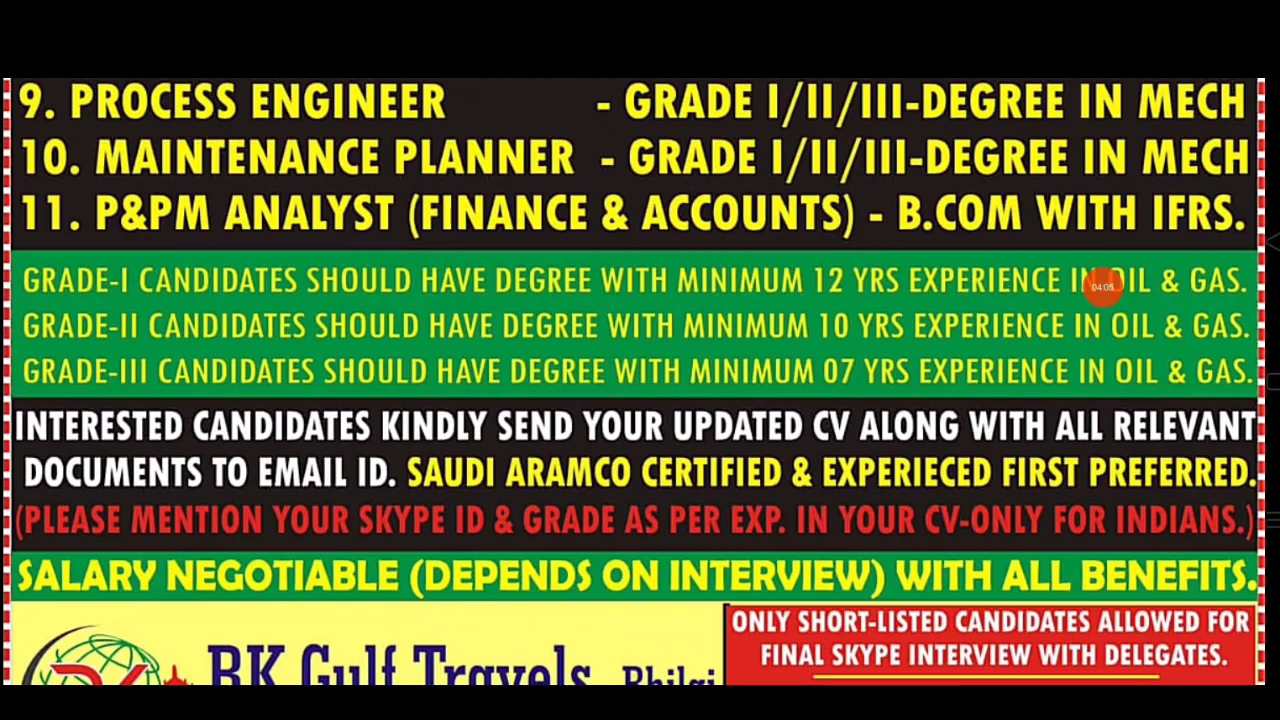 9. PROCESS ENGINEER - GRADE I/II/III-DEGREE IN MECH
10. MAINTENANCE PLANNER - GRADE I/II/III-DEGREE IN MECH
11. P&PM ANALYST (FINANCE & ACCOUNTS) - B.COM WITH IFRS.
GRADE-I CANDIDATES SHOULD HAVE DEGREE WITH MINIMUM 12 YRS EXPERIENCE IN OIL & GAS.
04:05
GRADE-II CANDIDATES SHOULD HAVE DEGREE WITH MINIMUM 10 YRS EXPERIENCE IN OIL & GAS.
GRADE-III CANDIDATES SHOULD HAVE DEGREE WITH MINIMUM 07 YRS EXPERIENCE IN OIL & GAS.
INTERESTED CANDIDATES KINDLY SEND YOUR UPDATED CV ALONG WITH ALL RELEVANT
DOCUMENTS TO EMAIL ID. SAUDI ARAMCO CERTIFIED & EXPERIECED FIRST PREFERRED.
(PLEASE MENTION YOUR SKYPE ID & GRADE AS PER EXP. IN YOUR CV-ONLY FOR INDIANS.)
SALARY NEGOTIABLE (DEPENDS ON INTERVIEW) WITH ALL BENEFITS.
Gulf Travels
ONLY SHORT-LISTED CANDIDATES ALLOWED FOR
FINAL SKYPE INTERVIEW WITH DELEGATES.